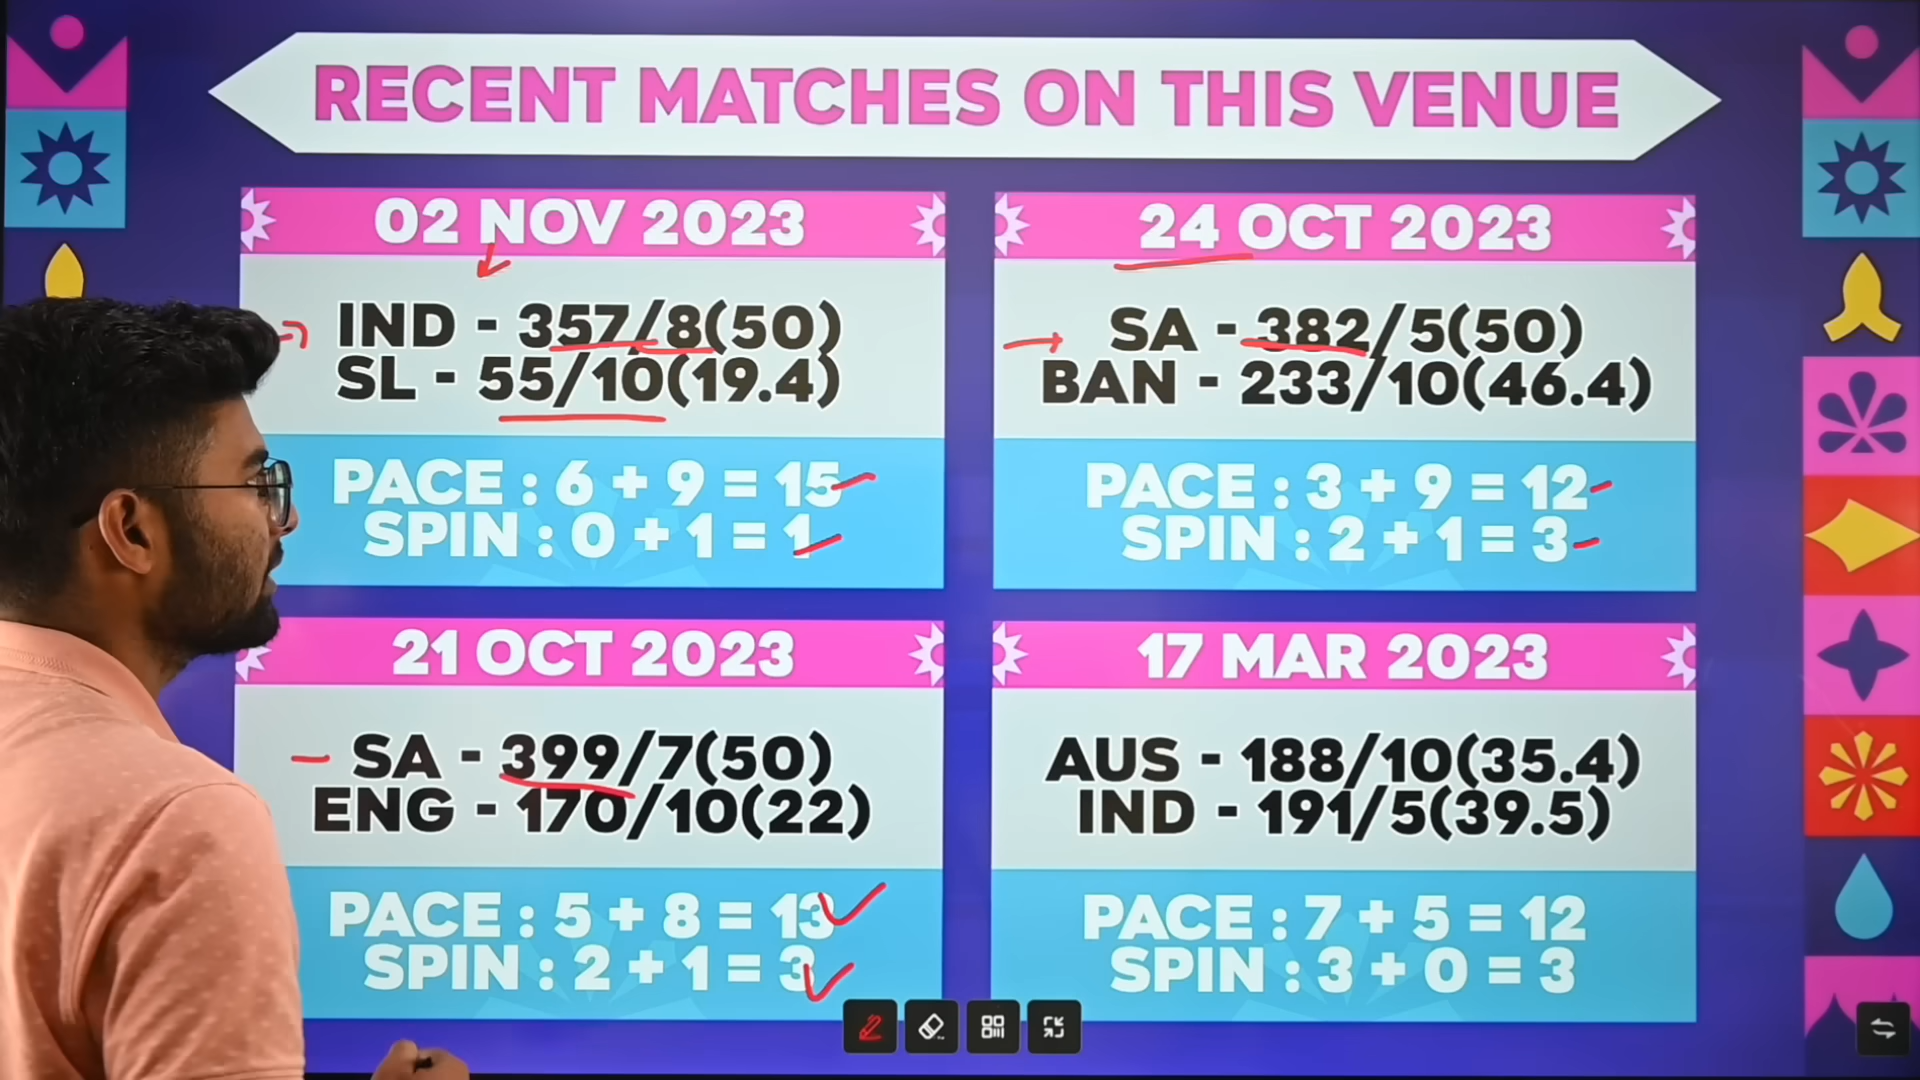 RECENT MATCHES ON THIS VENUE
02 NOV 2023
IND - 357/8(50)
SL - 55/10(19.4)
PACE : 6 + 9 = 15
SPIN : 0 + 1 = 1
24 OCT 2023
SA - 382/5(50)
BAN - 233/10(46.4)
PACE : 3 + 9 = 12
SPIN : 2 + 1 = 3
21 OCT 2023
SA - 399/7(50)
ENG - 170/10(22)
PACE : 5 + 8 = 13
SPIN : 2 + 1 = 3
17 MAR 2023
AUS - 188/10(35.4)
IND - 191/5(39.5)
PACE : 7 + 5 = 12
SPIN : 3 + 0 = 3